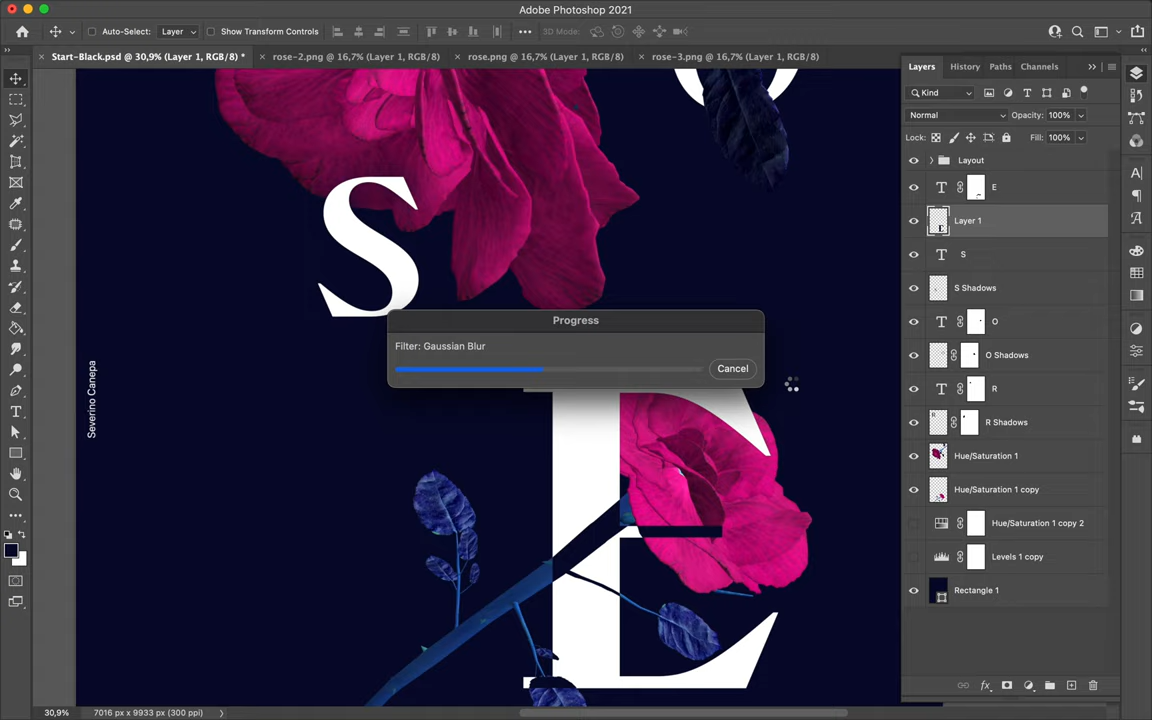 Adobe Photoshop 2021
Auto-Select: Layer Show Transform Controls 3D Mode:
Start-Black.psd @ 30,9% (Layer 1, RGB/8) * rose-2.png @ 16,7% (Layer 1, RGB/8) rose.png @ 16,7% (Layer 1, RGB/8) rose-3.png @ 16,7% (Layer 1, RGB/8)
Layers History Paths Channels
Kind
Normal Opacity: 100%
Lock: Fill: 100%
Layout
E
Layer 1
S
S Shadows
O
O Shadows
R
R Shadows
Hue/Saturation 1
Hue/Saturation 1 copy
Hue/Saturation 1 copy 2
Levels 1 copy
Rectangle 1
S
Progress
Filter: Gaussian Blur
Cancel
Severino Canepa
E
30,9% 7016 px x 9933 px (300 ppi)